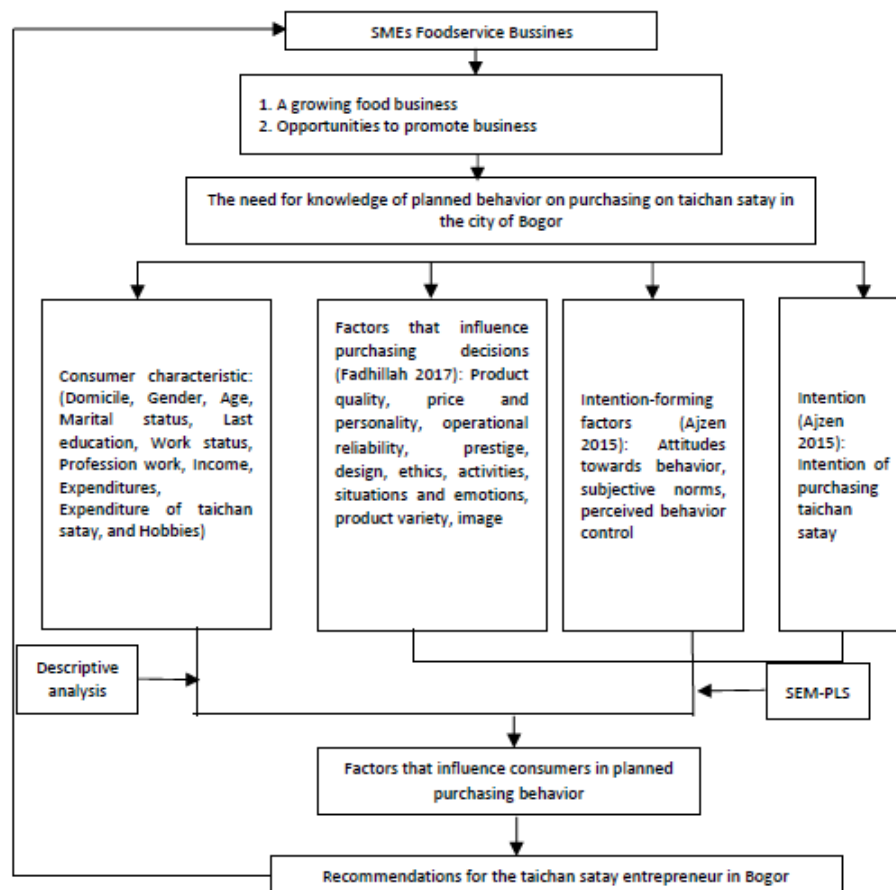 SMEs Foodservice Bussines
1. A growing food business
2. Opportunities to promote business
The need for knowledge of planned behavior on purchasing on taichan satay in
the city of Bogor
Consumer characteristic:
(Domicile, Gender, Age,
Marital status, Last
education, Work status,
Profession work, Income,
Expenditures,
Expenditure of taichan
satay, and Hobbies)
Factors that influence
purchasing decisions
(Fadhillah 2017): Product
quality, price and
personality, operational
reliability, prestige,
design, ethics, activities,
situations and emotions,
product variety, image
Intention-forming
factors (Ajzen
2015): Attitudes
towards behavior,
subjective norms,
perceived behavior
control
Intention
(Ajzen
2015):
Intention of
purchasing
taichan
satay
Descriptive
analysis
SEM-PLS
Factors that influence consumers in planned
purchasing behavior
Recommendations for the taichan satay entrepreneur in Bogor